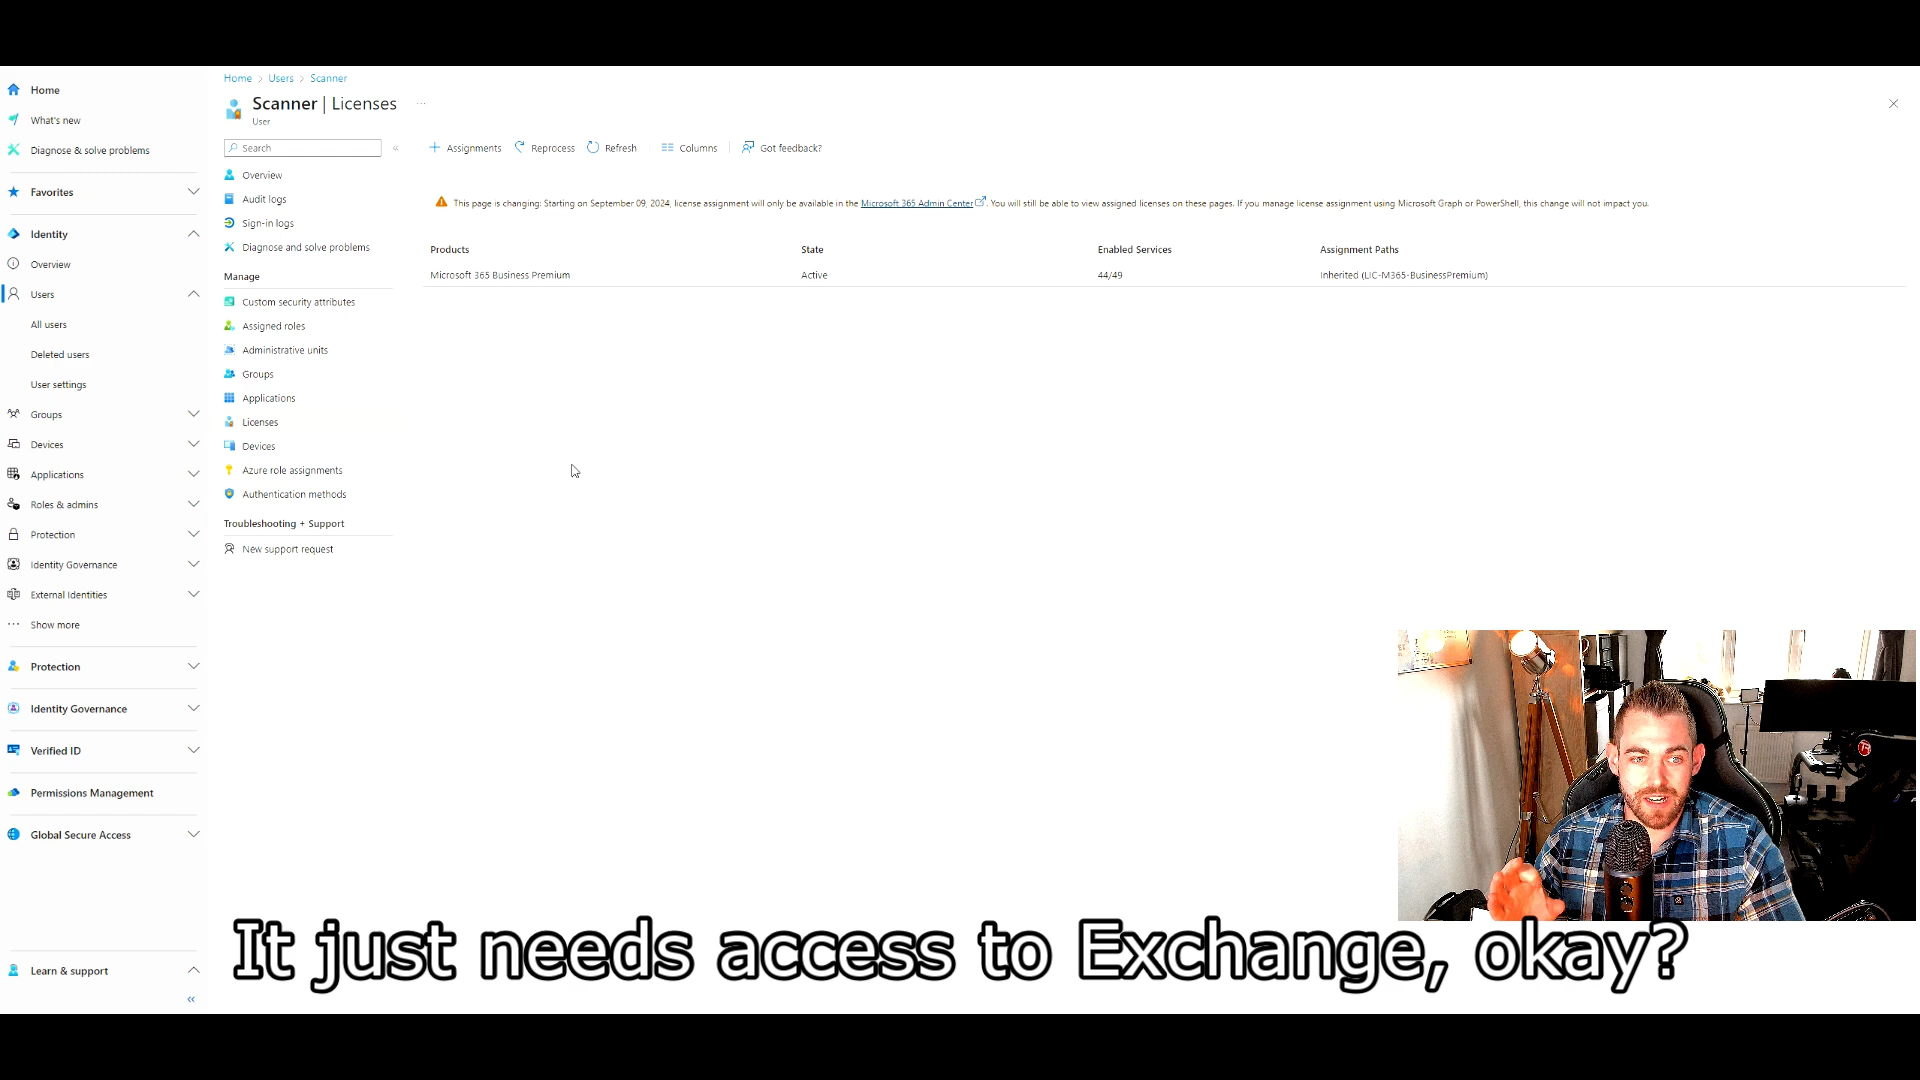 Home
What's new
Diagnose & solve problems
Favorites
Identity
Overview
Users
All users
Deleted users
User settings
Groups
Devices
Applications
Roles & admins
Protection
Identity Governance
External Identities
Show more
Protection
Identity Governance
Verified ID
Permissions Management
Global Secure Access
Learn & support
Home > Users > Scanner
Scanner | Licenses ...
User
Search
Overview
Audit logs
Sign-in logs
Diagnose and solve problems
Manage
Custom security attributes
Assigned roles
Administrative units
Groups
Applications
Licenses
Devices
Azure role assignments
Authentication methods
Troubleshooting + Support
New support request
Assignments Reprocess Refresh Columns Got feedback?
This page is changing: Starting on September 09, 2024, license assignment will only be available in the Microsoft 365 Admin Center. You will still be able to view assigned licenses on these pages. If you manage license assignment using Microsoft Graph or PowerShell, this change will not impact you.
Products State Enabled Services Assignment Paths
Microsoft 365 Business Premium Active 44/49 Inherited (LIC-M365-BusinessPremium)
It just needs access to Exchange, okay?